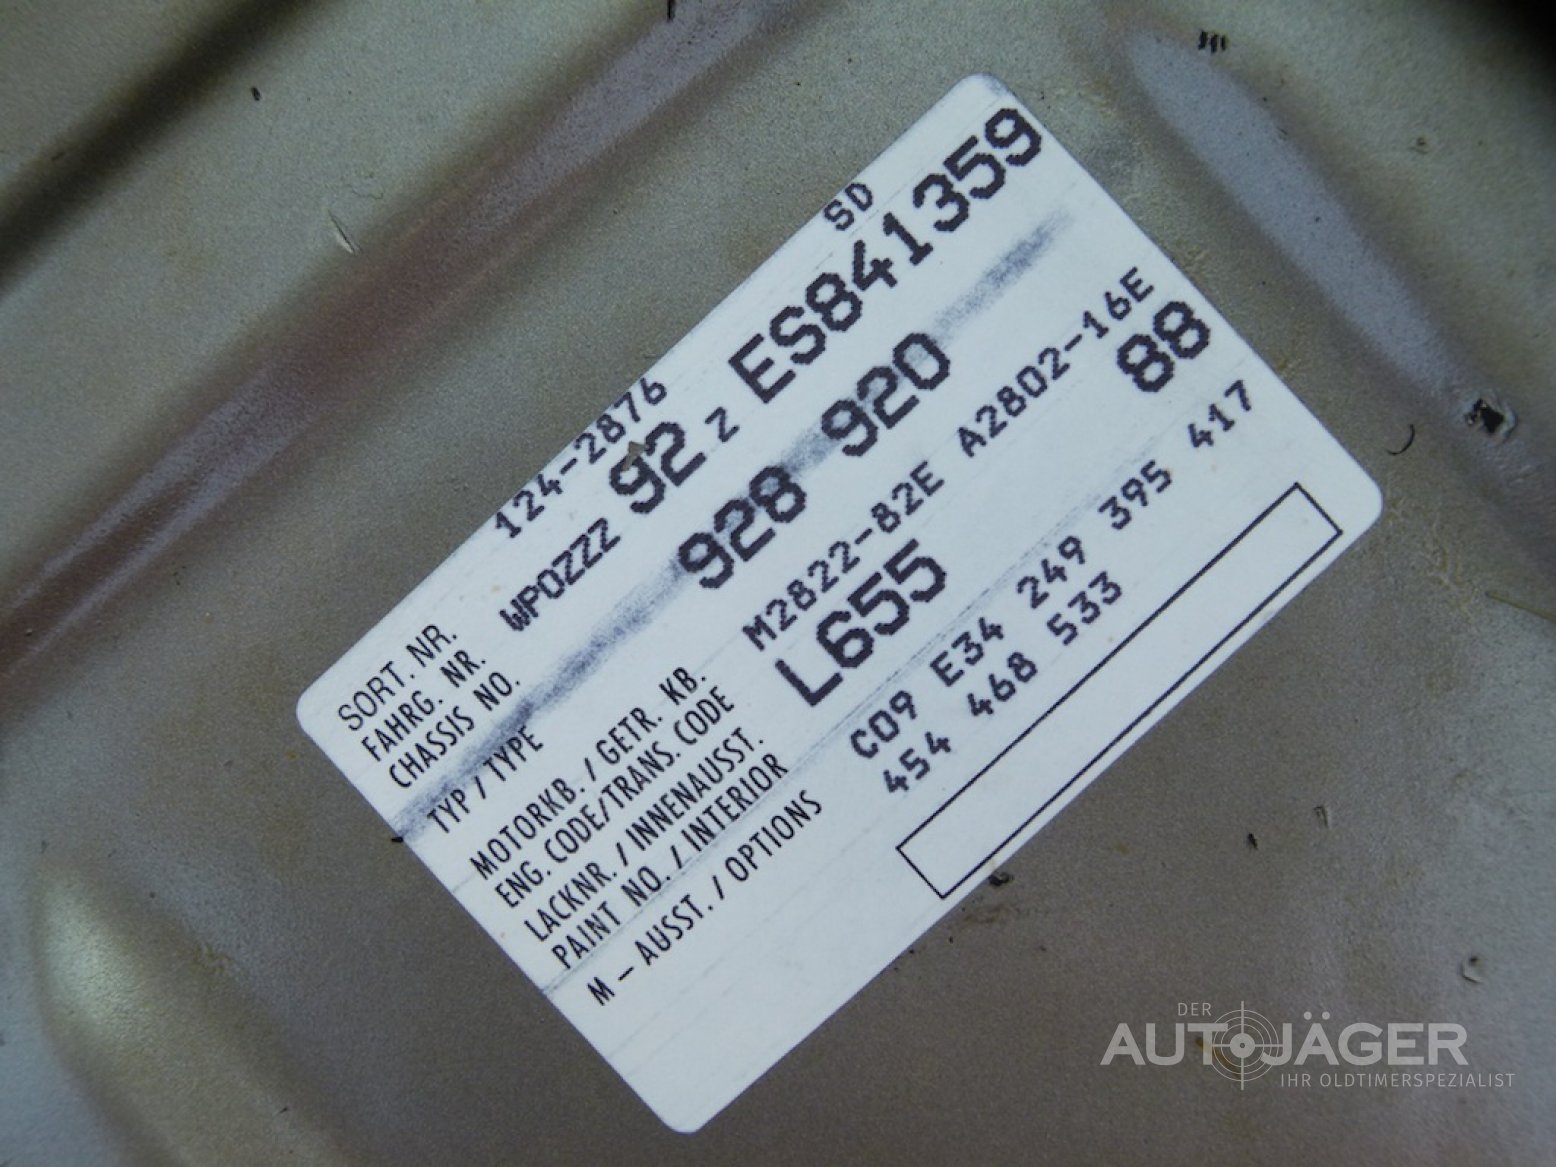 SORT. NR. 124-2876 SD
FAHRG. NR.
CHASSIS NO. WP0ZZZ 92 Z ES841359
TYP / TYPE 928 920
MOTORKB. / GETR. KB.
ENG. CODE/TRANS. CODE M2822-82E A2802-16E
LACKNR. / INNENAUSST.
PAINT NO. / INTERIOR L655 88
M – AUSST. / OPTIONS C09 E34 249 395 417
454 468 533
DER
AUTOJÄGER
IHR OLDTIMERSPEZIALIST